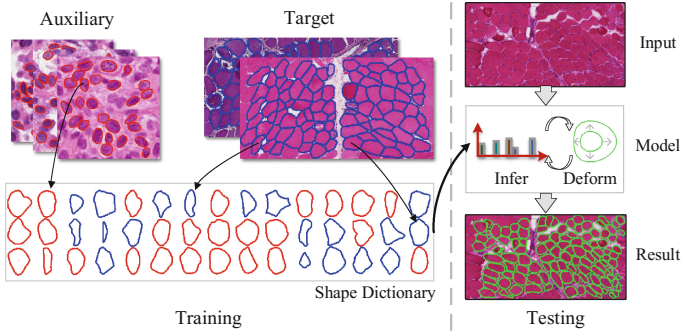 Auxiliary
Target
Shape Dictionary
Training
Input
Model
Infer
Deform
Result
Testing